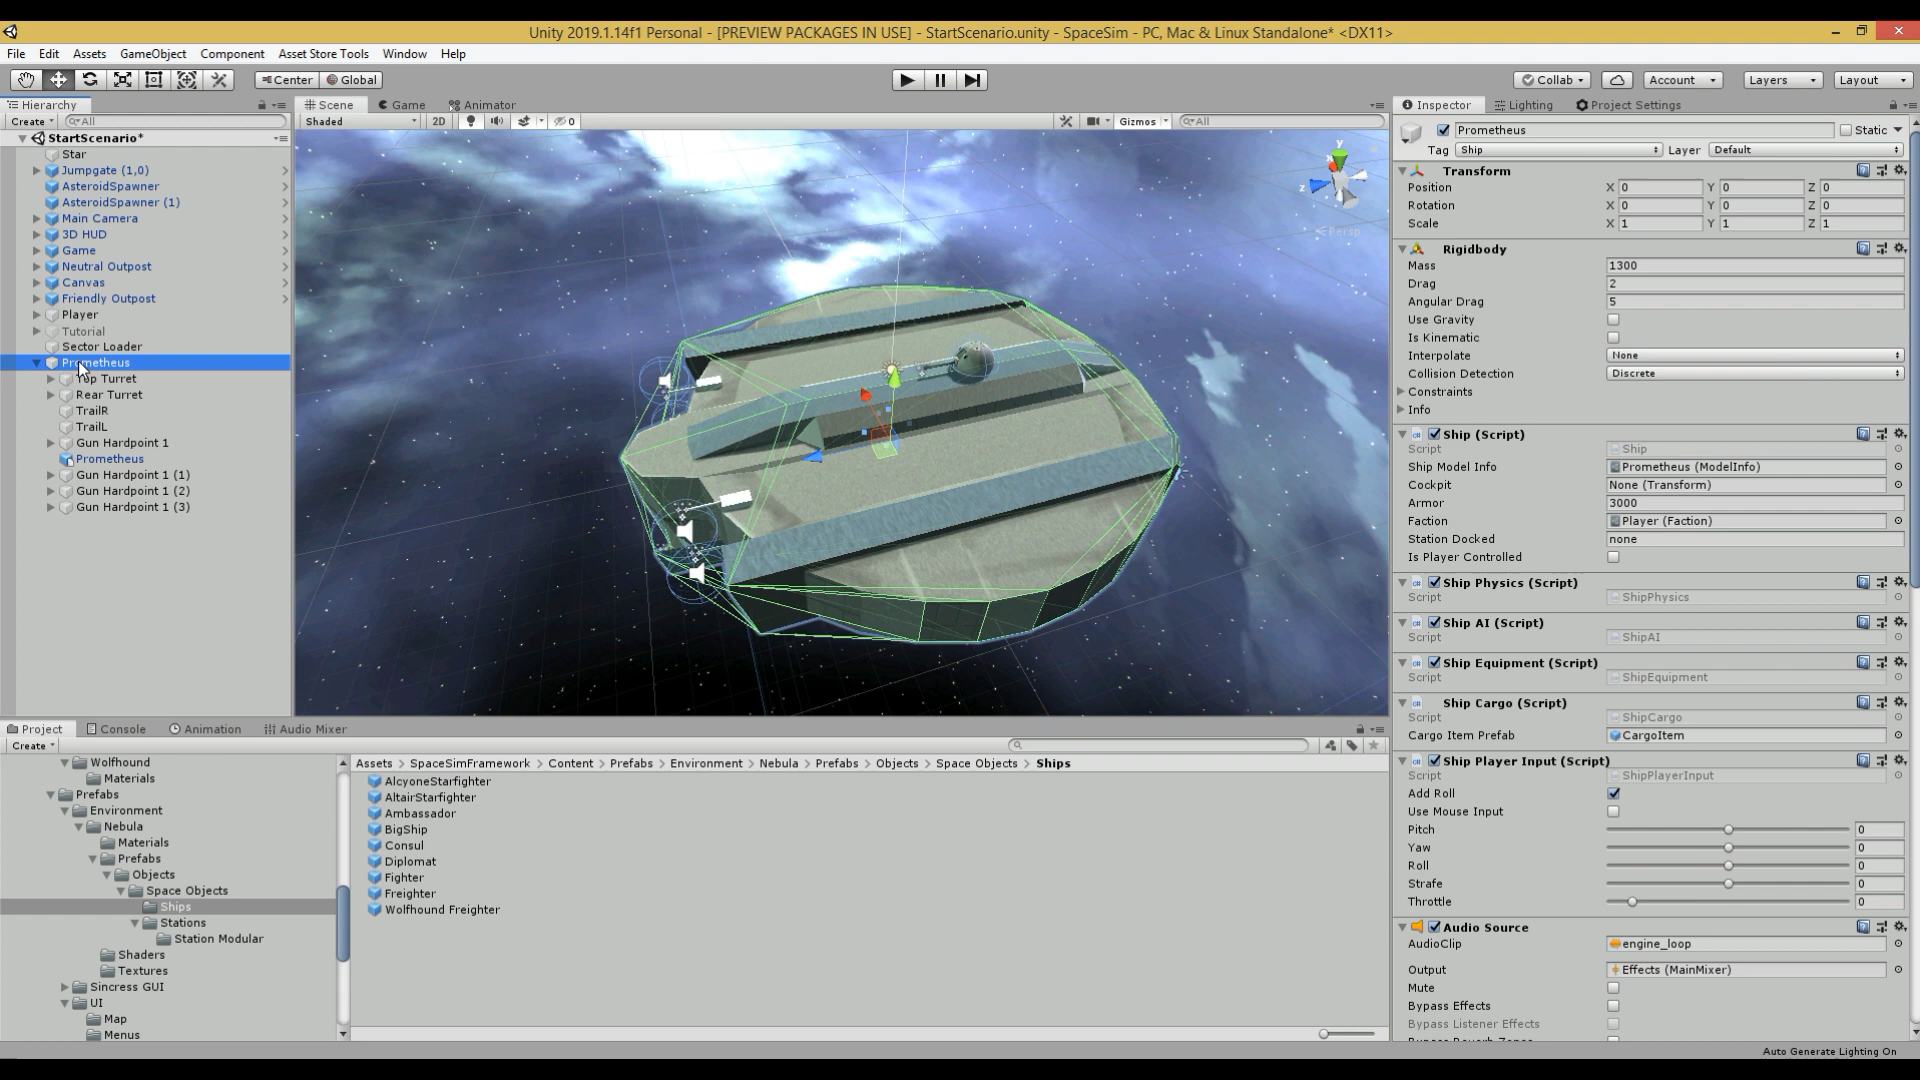 Unity 2019.1.14f1 Personal - [PREVIEW PACKAGES IN USE] - StartScenario.unity - SpaceSim - PC, Mac & Linux Standalone* <DX11>
File Edit Assets GameObject Component Asset Store Tools Window Help
Center Global Collab Account Layers Layout
Hierarchy Scene Game Animator Inspector Lighting Project Settings
Create All Shaded 2D 0 Gizmos All
StartScenario*
Star
Jumpgate (1,0)
AsteroidSpawner
AsteroidSpawner (1)
Main Camera
3D HUD
Game
Neutral Outpost
Canvas
Friendly Outpost
Player
Tutorial
Sector Loader
Prometheus
Top Turret
Rear Turret
TrailR
TrailL
Gun Hardpoint 1
Prometheus
Gun Hardpoint 1 (1)
Gun Hardpoint 1 (2)
Gun Hardpoint 1 (3)
y
x
z
Persp
Prometheus Static
Tag Ship Layer Default
Transform
Position X 0 Y 0 Z 0
Rotation X 0 Y 0 Z 0
Scale X 1 Y 1 Z 1
Rigidbody
Mass 1300
Drag 2
Angular Drag 5
Use Gravity
Is Kinematic
Interpolate None
Collision Detection Discrete
Constraints
Info
Ship (Script)
Script Ship
Ship Model Info Prometheus (ModelInfo)
Cockpit None (Transform)
Armor 3000
Faction Player (Faction)
Station Docked none
Is Player Controlled
Ship Physics (Script)
Script ShipPhysics
Ship AI (Script)
Script ShipAI
Ship Equipment (Script)
Script ShipEquipment
Ship Cargo (Script)
Script ShipCargo
Cargo Item Prefab CargoItem
Ship Player Input (Script)
Script ShipPlayerInput
Add Roll
Use Mouse Input
Pitch 0
Yaw 0
Roll 0
Strafe 0
Throttle 0
Audio Source
AudioClip engine_loop
Output Effects (MainMixer)
Mute
Bypass Effects
Bypass Listener Effects
Project Console Animation Audio Mixer
Create
Wolfhound
Materials
Prefabs
Environment
Nebula
Materials
Prefabs
Objects
Space Objects
Ships
Stations
Station Modular
Shaders
Textures
Sincress GUI
UI
Map
Menus
Assets > SpaceSimFramework > Content > Prefabs > Environment > Nebula > Prefabs > Objects > Space Objects > Ships
AlcyoneStarfighter
AltairStarfighter
Ambassador
BigShip
Consul
Diplomat
Fighter
Freighter
Wolfhound Freighter
Auto Generate Lighting On